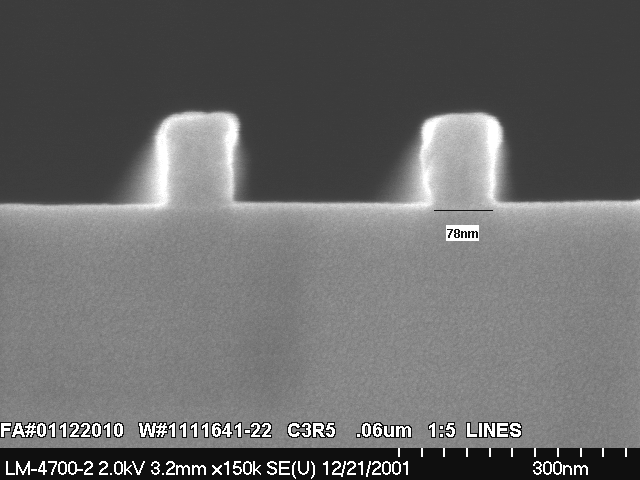 78nm
FA#01122010 W#1111641-22 C3R5 .06um 1:5 LINES
LM-4700-2 2.0kV 3.2mm x150k SE(U) 12/21/2001 300nm